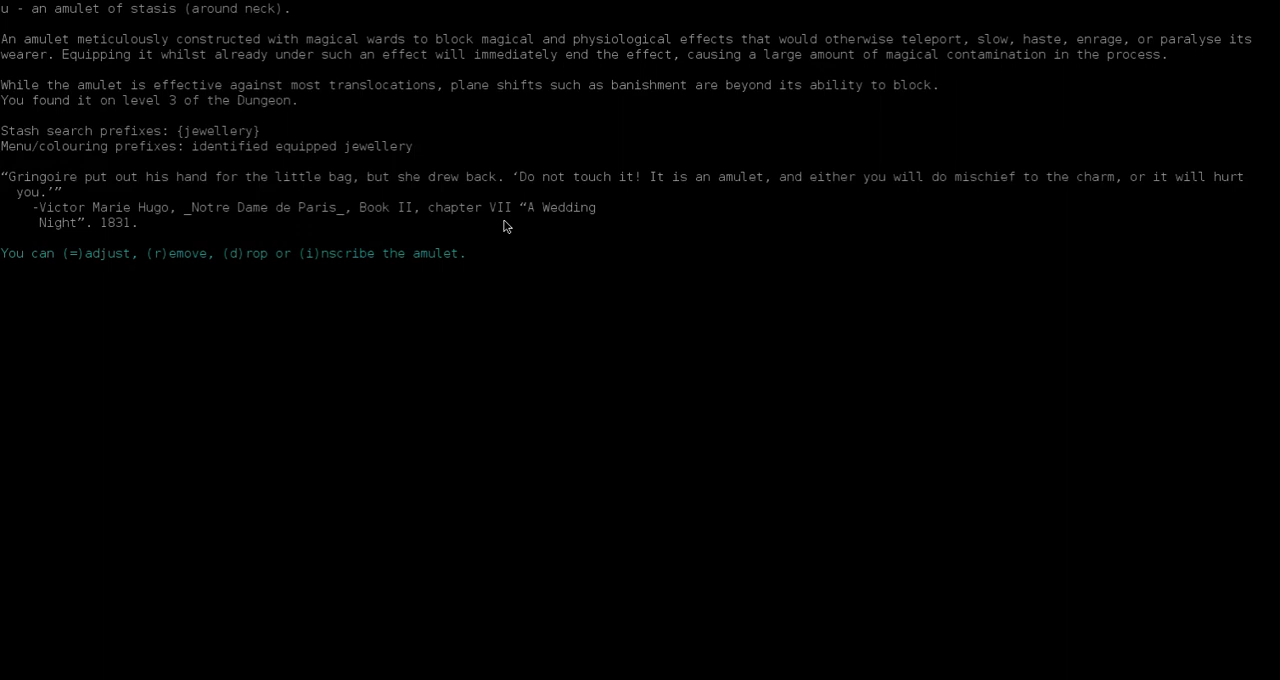 u - an amulet of stasis (around neck).
An amulet meticulously constructed with magical wards to block magical and physiological effects that would otherwise teleport, slow, haste, enrage, or paralyse its
wearer. Equipping it whilst already under such an effect will immediately end the effect, causing a large amount of magical contamination in the process.
While the amulet is effective against most translocations, plane shifts such as banishment are beyond its ability to block.
You found it on level 3 of the Dungeon.
Stash search prefixes: {jewellery}
Menu/colouring prefixes: identified equipped jewellery
“Gringoire put out his hand for the little bag, but she drew back. ‘Do not touch it! It is an amulet, and either you will do mischief to the charm, or it will hurt
you.’”
-Victor Marie Hugo, _Notre Dame de Paris_, Book II, chapter VII “A Wedding
Night”. 1831.
You can (=)adjust, (r)emove, (d)rop or (i)nscribe the amulet.